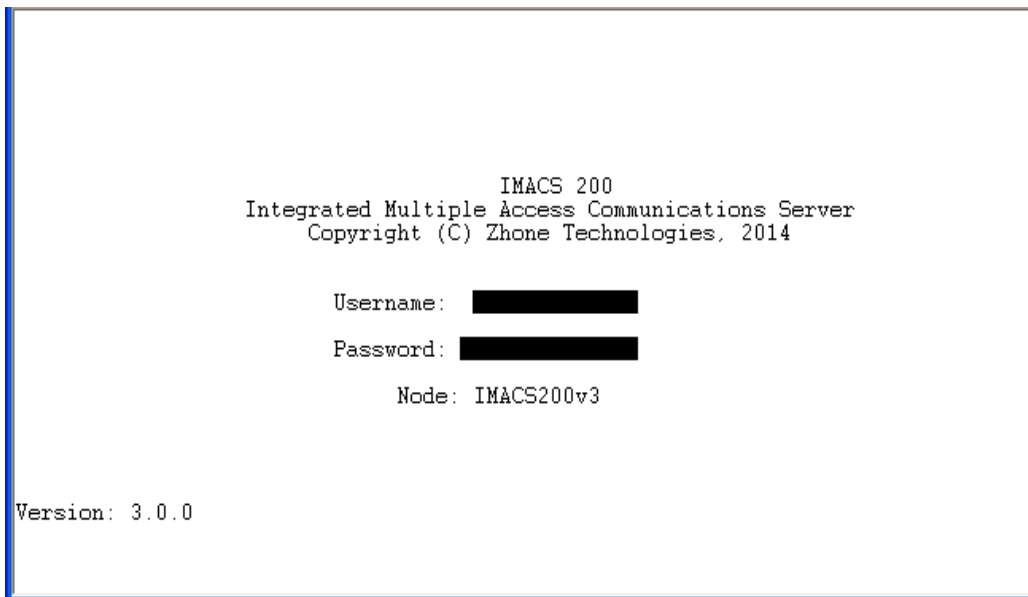 IMACS 200
Integrated Multiple Access Communications Server
Copyright (C) Zhone Technologies, 2014
Username:
Password:
Node: IMACS200v3
Version: 3.0.0